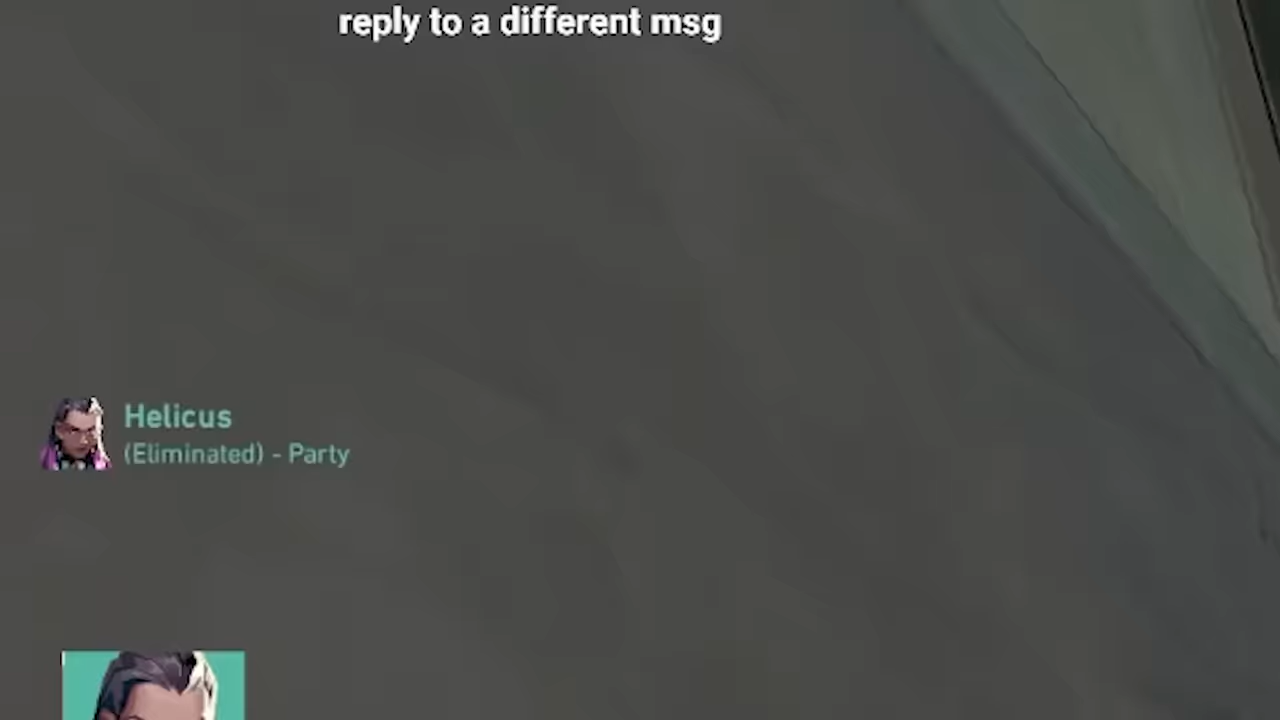 reply to a different msg
Helicus
(Eliminated) - Party